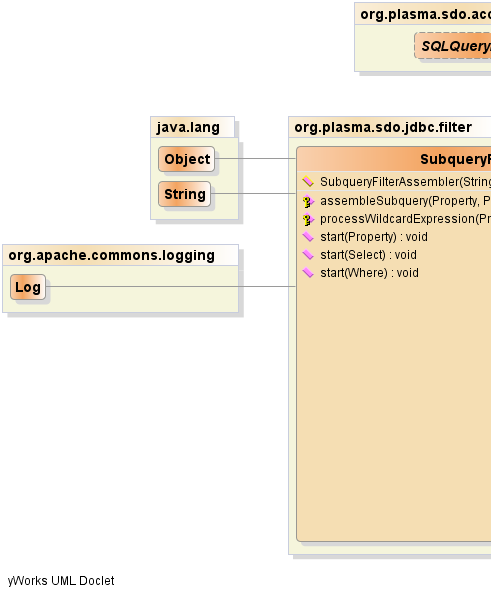 org.plasma.sdo.acc
SQLQuery
java.lang
Object
String
org.apache.commons.logging
Log
org.plasma.sdo.jdbc.filter
SubqueryF
SubqueryFilterAssembler(String
assembleSubquery(Property, P
processWildcardExpression(Pr
start(Property) : void
start(Select) : void
start(Where) : void
yWorks UML Doclet